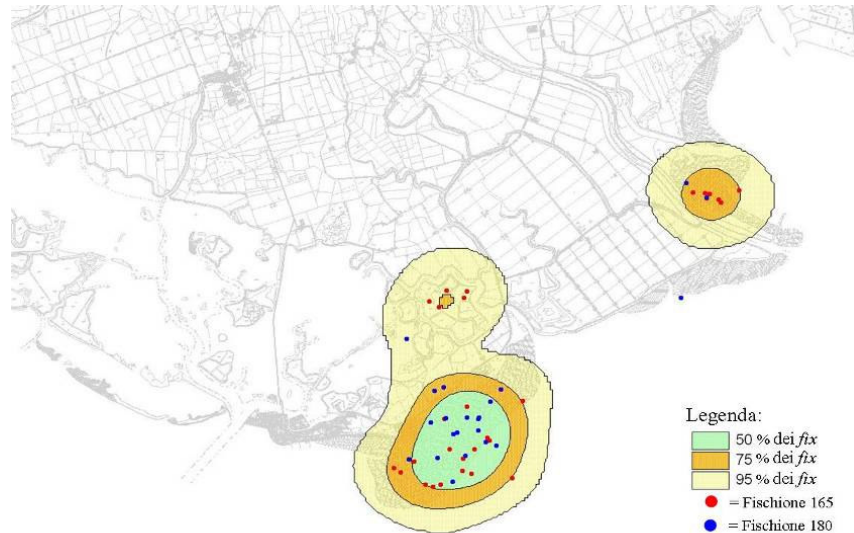 Legenda:
50 % dei fix
75 % dei fix
95 % dei fix
= Fischione 165
= Fischione 180